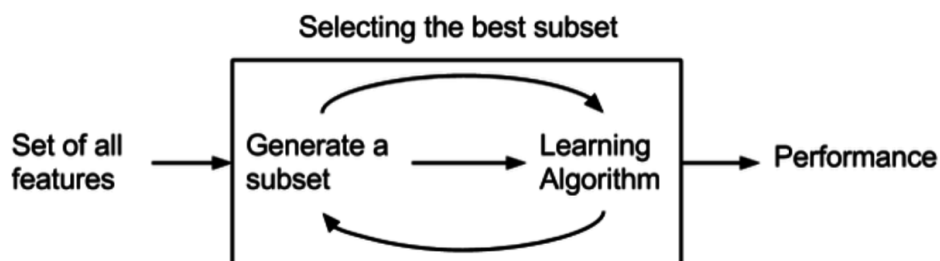 Selecting the best subset
Set of all
features
Generate a
subset
Learning
Algorithm
Performance